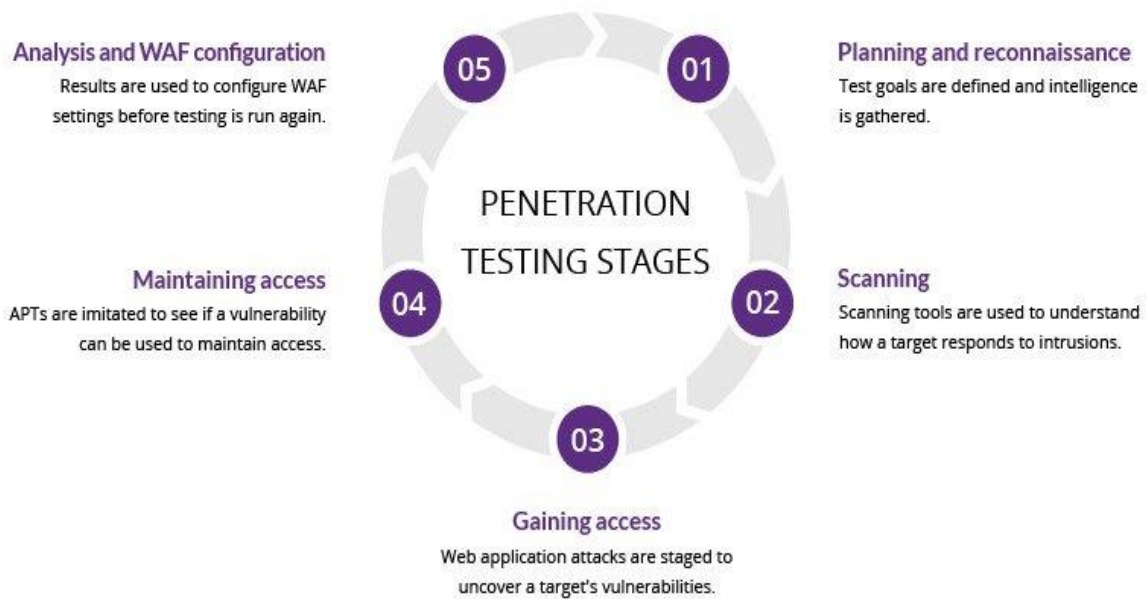 PENETRATION
TESTING STAGES
01
Planning and reconnaissance
Test goals are defined and intelligence
is gathered.
02
Scanning
Scanning tools are used to understand
how a target responds to intrusions.
03
Gaining access
Web application attacks are staged to
uncover a target's vulnerabilities.
04
Maintaining access
APTs are imitated to see if a vulnerability
can be used to maintain access.
05
Analysis and WAF configuration
Results are used to configure WAF
settings before testing is run again.